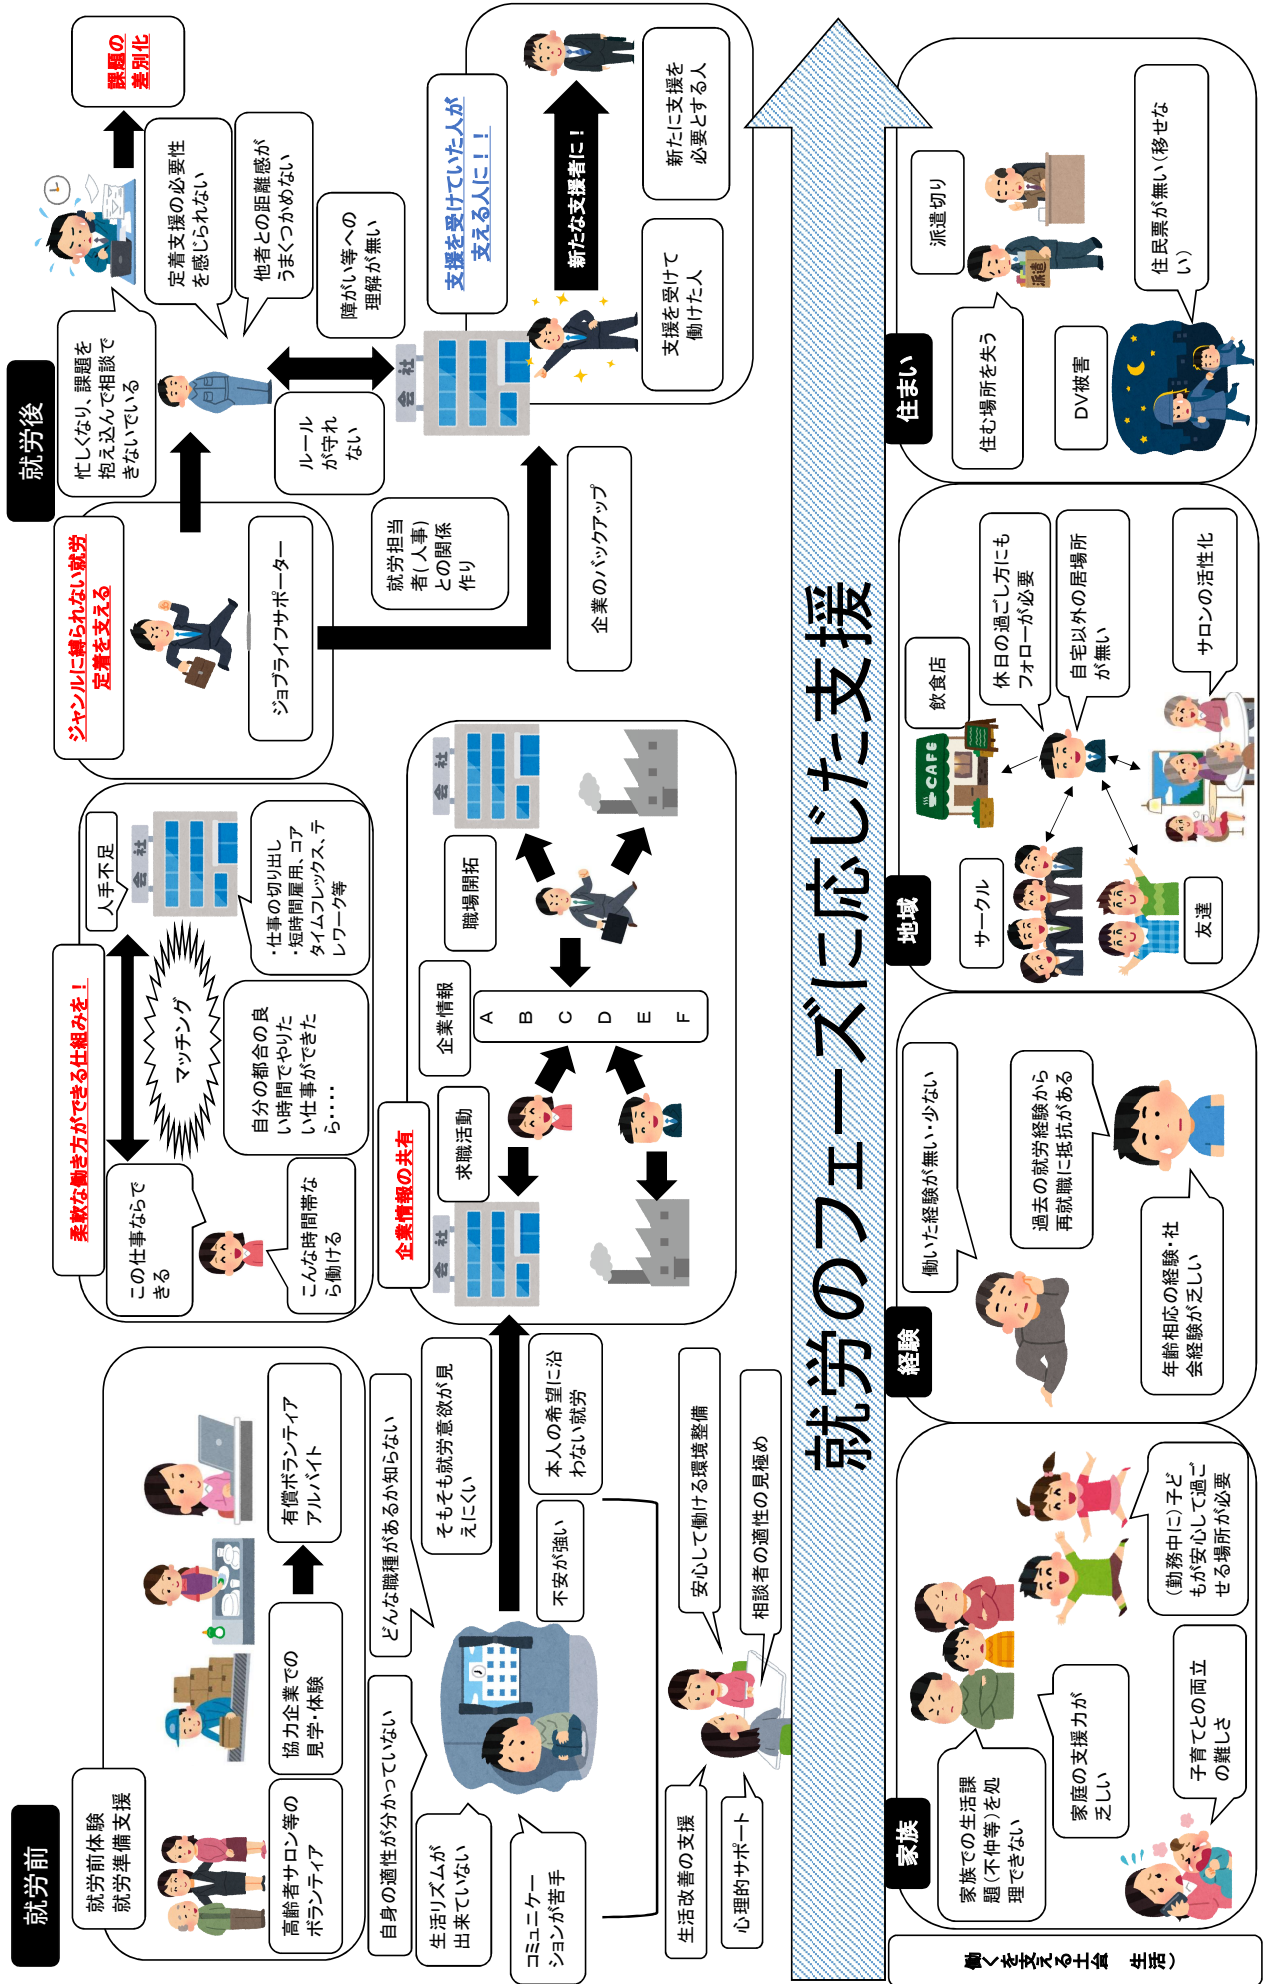 就労前
就労前体験
就労準備支援
高齢者サロン等の
ボランティア
協力企業での
見学・体験
有償ボランティア
アルバイト
自身の適性が分かっていない
どんな職種があるか知らない
生活リズムが
出来ていない
コミュニケー
ションが苦手
そもそも就労意欲が見
えにくい
不安が強い
本人の希望に沿
わない就労
生活改善の支援
心理的サポート
安心して働ける環境整備
相談者の適性の見極め
柔軟な働き方ができる仕組みを！
この仕事ならで
きる
こんな時間帯な
ら働ける
マッチング
自分の都合の良
い時間でやりた
い仕事ができた
ら・・・・
人手不足
会社
・仕事の切り出し
・短時間雇用、コア
タイムフレックス、テ
レワーク等
企業情報の共有
会社
求職活動
企業情報
A
B
C
D
E
F
職場開拓
会社
就労後
ジャンルに縛られない就労
定着を支える
ジョブライフサポーター
忙しくなり、課題を
抱え込んで相談で
きないでいる
課題の
差別化
定着支援の必要性
を感じられない
他者との距離感が
うまくつかめない
ルール
が守れ
ない
障がい等への
理解が無い
会社
就労担当
者（人事）
との関係
作り
企業のバックアップ
支援を受けていた人が
支える人に！！
新たな支援者に！
支援を受けて
働けた人
新たに支援を
必要とする人
就労のフェーズに応じた支援
働くを支える土台　生活）
家族
家族での生活課
題（不仲等）を処
理できない
家庭の支援力が
乏しい
子育てとの両立
の難しさ
（勤務中に）子ど
もが安心して過ご
せる場所が必要
経験
働いた経験が無い・少ない
過去の就労経験から
再就職に抵抗がある
年齢相応の経験・社
会経験が乏しい
地域
サークル
友達
飲食店
CAFE
休日の過ごし方にも
フォローが必要
自宅以外の居場所
が無い
サロンの活性化
住まい
住む場所を失う
派遣切り
派遣
DV被害
住民票が無い（移せな
い）